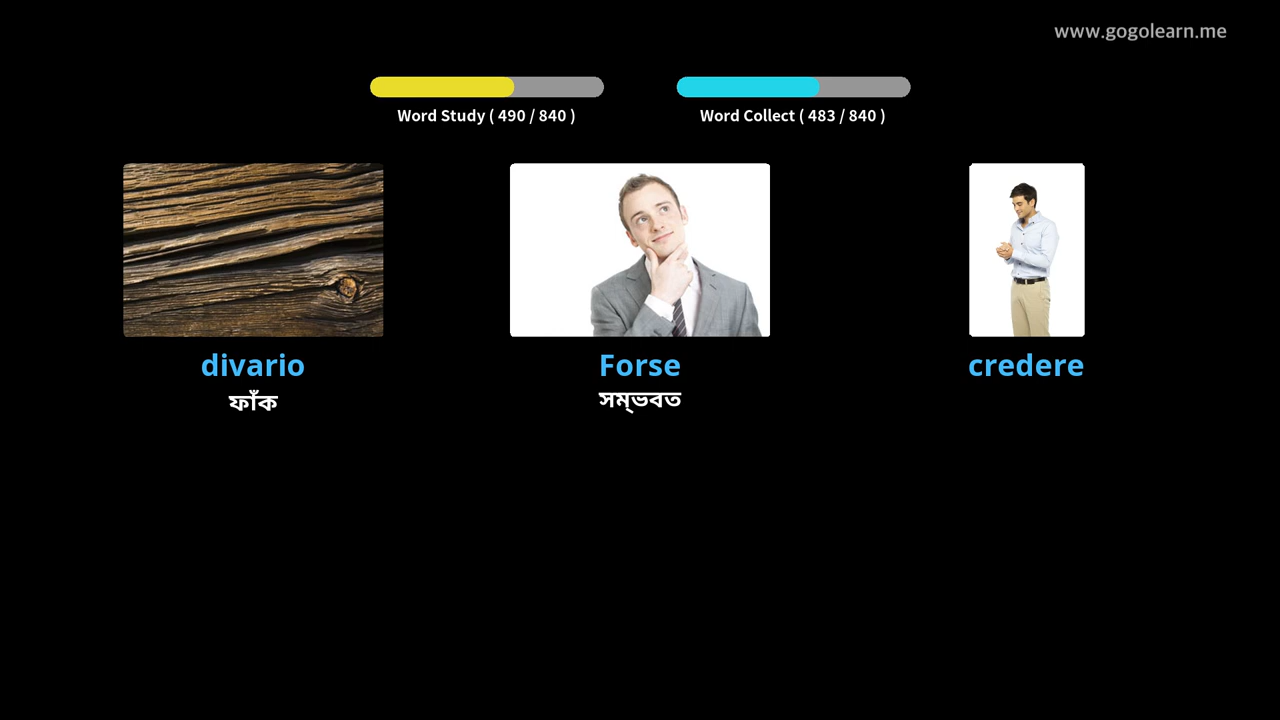 www.gogolearn.me
Word Study ( 490 / 840 )
Word Collect ( 483 / 840 )
divario
Forse
credere
ফাঁক
সম্ভবত